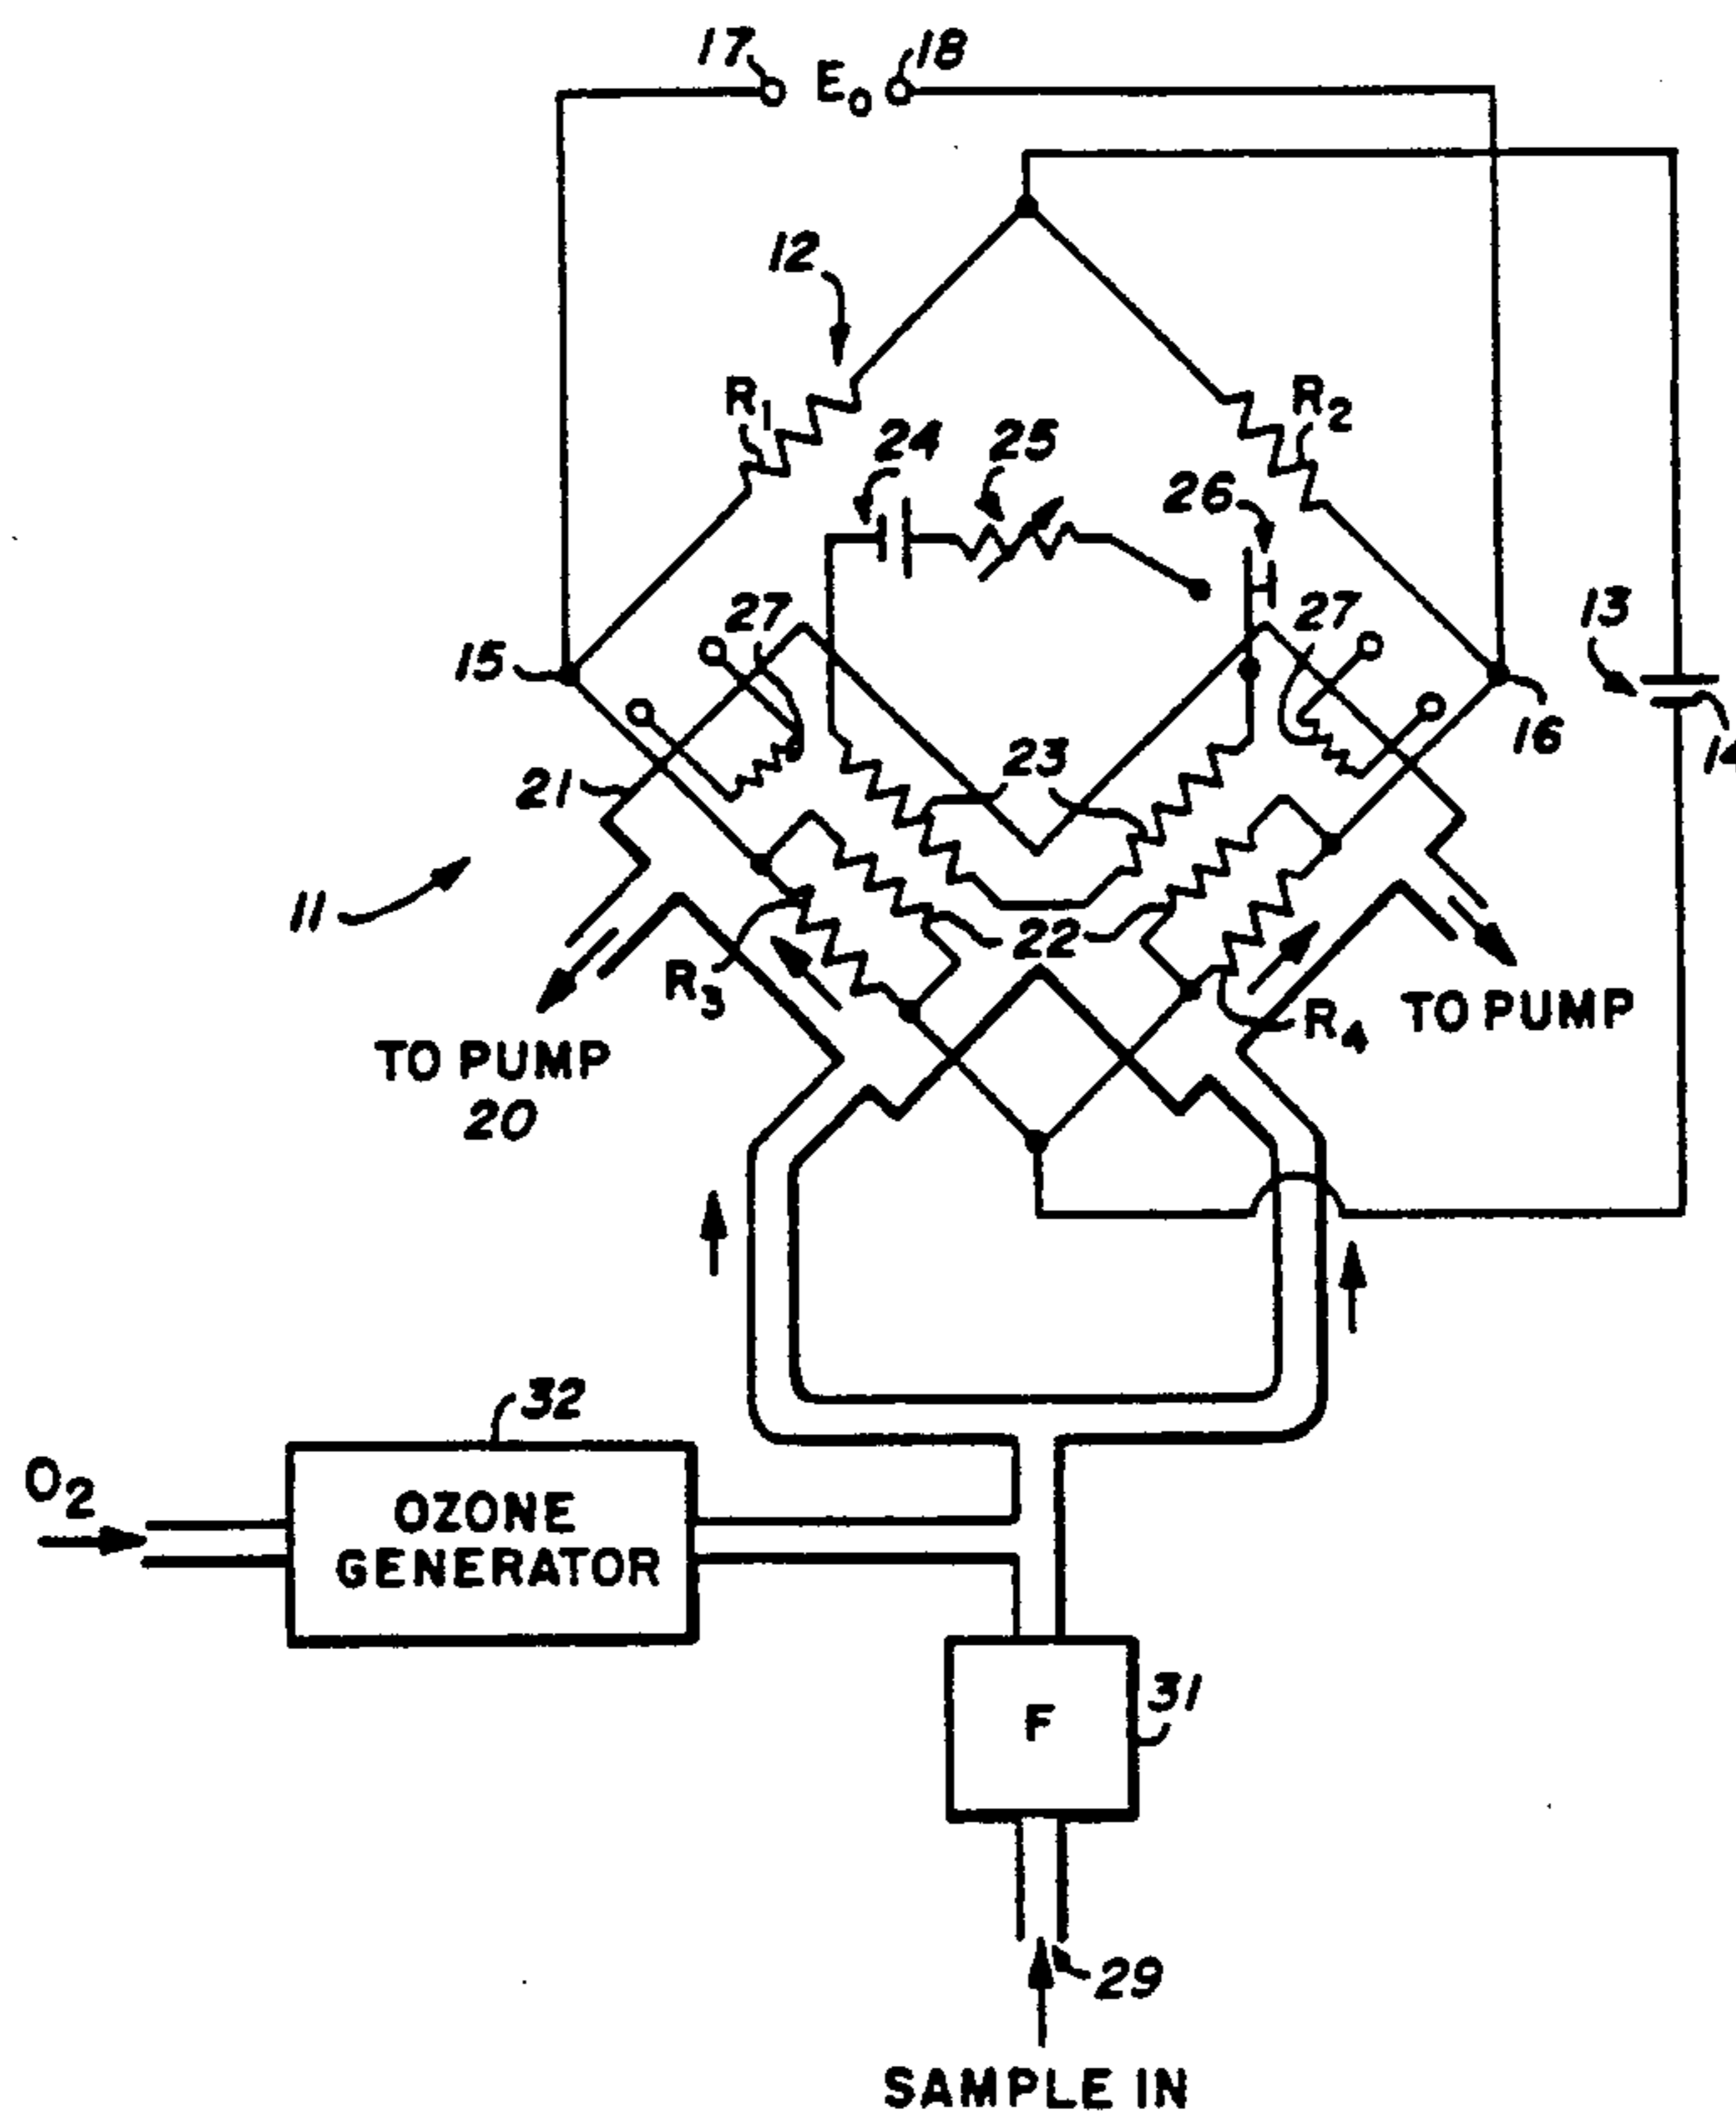 17 E₀ 18
12
R₁ R₂
24 25
26
27 27 13
15 16
14
21 23
11 22
R₃ R₄ TO PUMP
TO PUMP
20
32
O₂ OZONE
GENERATOR
31
F
29
SAMPLE IN